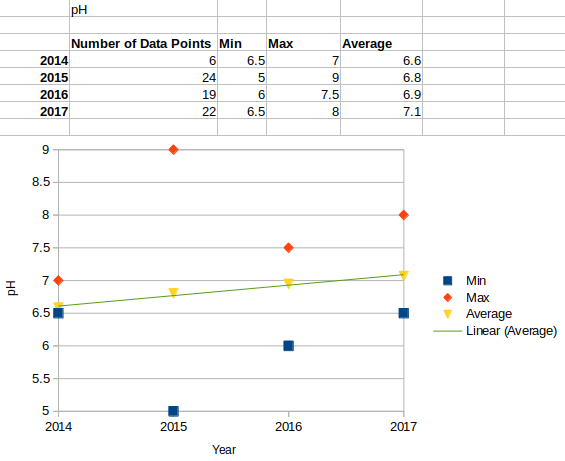 pH
Number of Data Points Min Max Average
2014 6 6.5 7 6.6
2015 24 5 9 6.8
2016 19 6 7.5 6.9
2017 22 6.5 8 7.1
9
8.5
8
7.5
7
6.5
6
5.5
5
pH
2014 2015 2016 2017
Year
Min
Max
Average
Linear (Average)